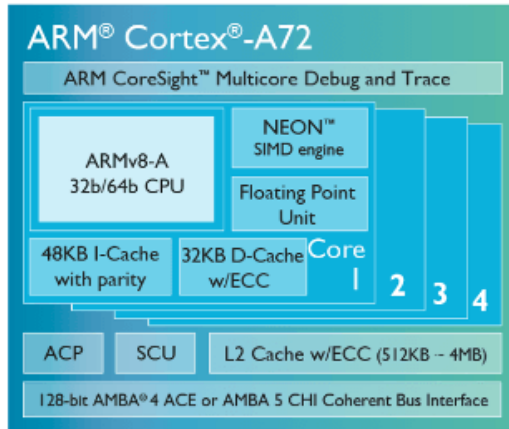 ARM® Cortex®-A72
ARM CoreSight™ Multicore Debug and Trace
ARMv8-A
32b/64b CPU
NEON™
SIMD engine
Floating Point
Unit
48KB I-Cache
with parity
32KB D-Cache
w/ECC
Core
1
2
3
4
ACP
SCU
L2 Cache w/ECC (512KB ~ 4MB)
128-bit AMBA® 4 ACE or AMBA 5 CHI Coherent Bus Interface